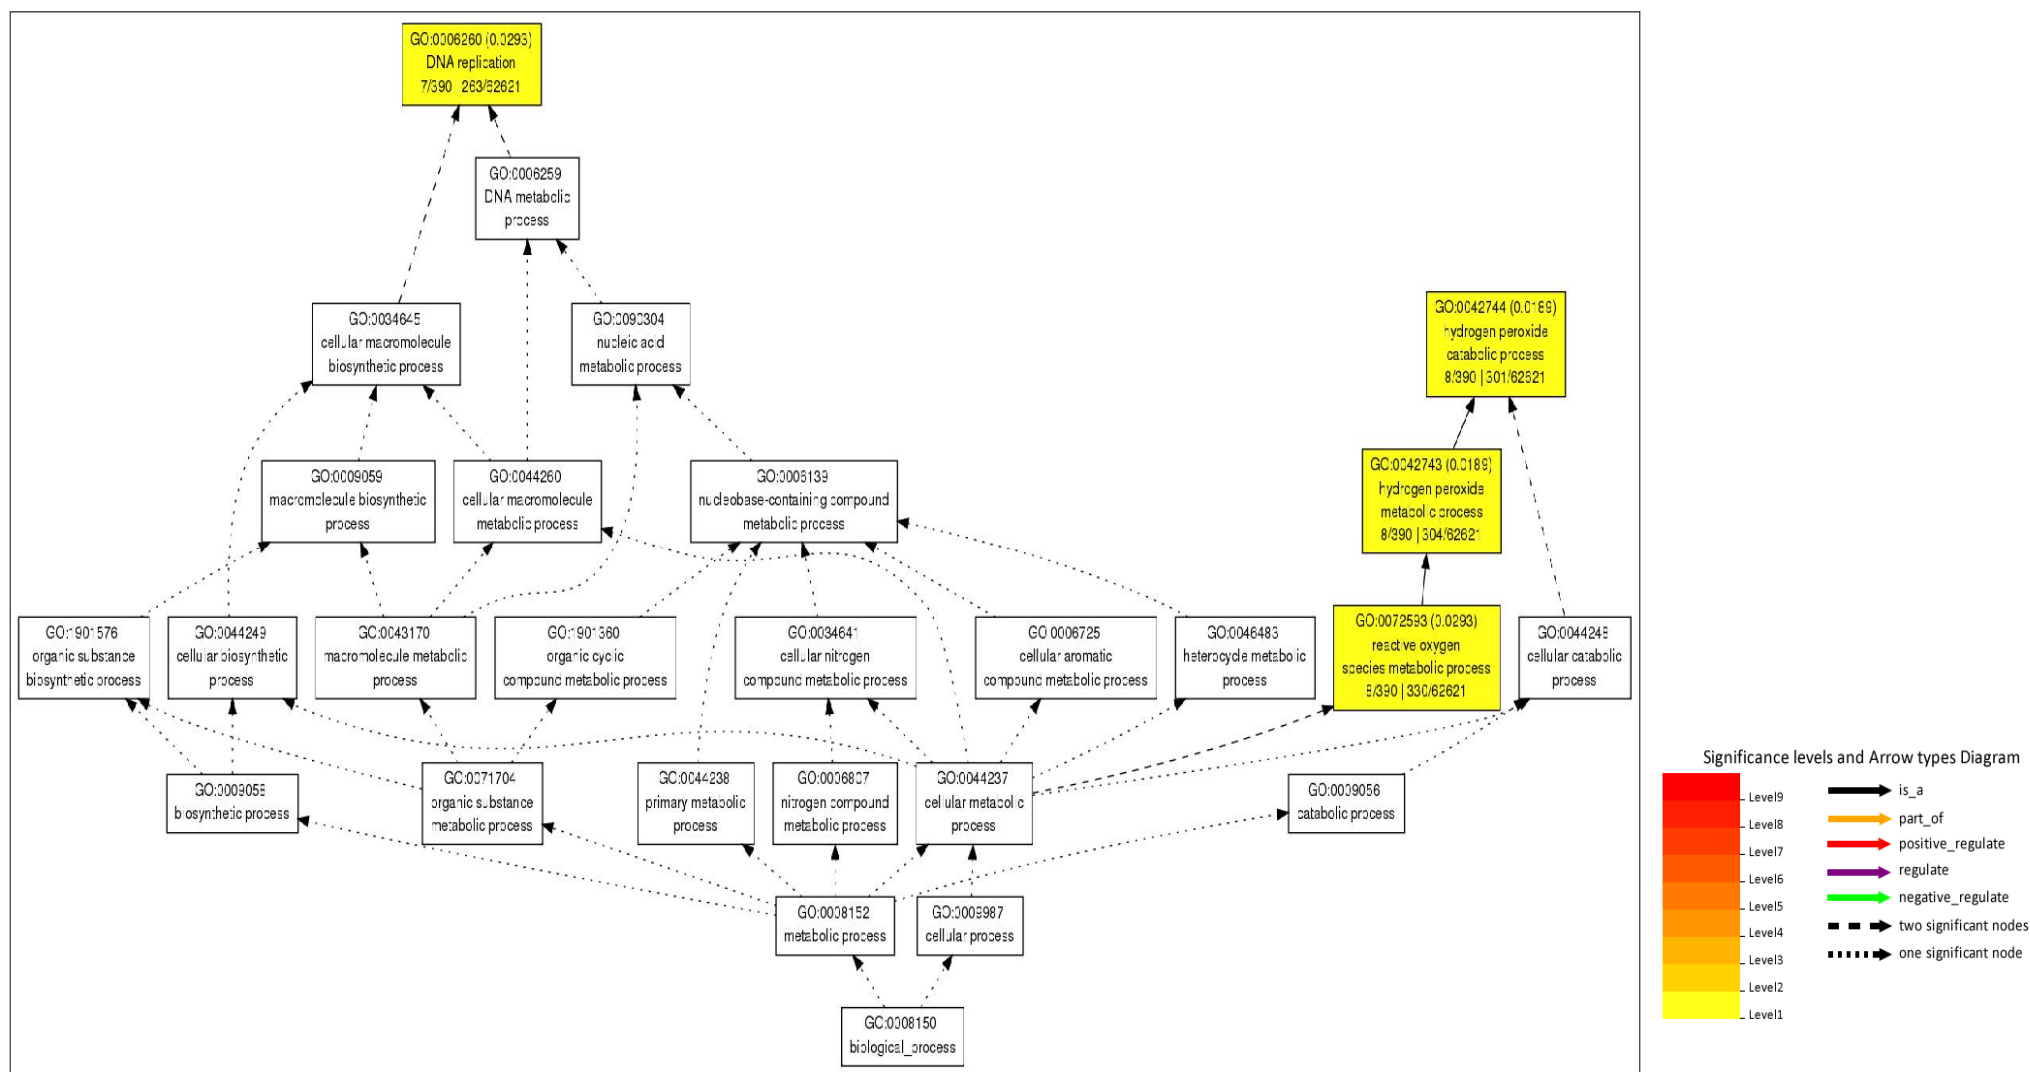 GO:0006260 (0.0293)
DNA replication
7/390 | 263/62621
GO:0006259
DNA metabolic
process
GO:0034645
cellular macromolecule
biosynthetic process
GO:0090304
nucleic acid
metabolic process
GO:0042744 (0.0189)
hydrogen peroxide
catabolic process
8/390 | 301/62621
GO:0009059
macromolecule biosynthetic
process
GO:0044260
cellular macromolecule
metabolic process
GO:0006139
nucleobase-containing compound
metabolic process
GO:0042743 (0.0189)
hydrogen peroxide
metabolic process
8/390 | 304/62621
GO:1901576
organic substance
biosynthetic process
GO:0044249
cellular biosynthetic
process
GO:0043170
macromolecule metabolic
process
GO:1901360
organic cyclic
compound metabolic process
GO:0034641
cellular nitrogen
compound metabolic process
GO:0006725
cellular aromatic
compound metabolic process
GO:0046483
heterocycle metabolic
process
GO:0072593 (0.0293)
reactive oxygen
species metabolic process
8/390 | 330/62621
GO:0044248
cellular catabolic
process
GO:0009058
biosynthetic process
GO:0071704
organic substance
metabolic process
GO:0044238
primary metabolic
process
GO:0006807
nitrogen compound
metabolic process
GO:0044237
cellular metabolic
process
GO:0009056
catabolic process
GO:0008152
metabolic process
GO:0009987
cellular process
GO:0008150
biological_process
Significance levels and Arrow types Diagram
Level9
Level8
Level7
Level6
Level5
Level4
Level3
Level2
Level1
is_a
part_of
positive_regulate
regulate
negative_regulate
two significant nodes
one significant node